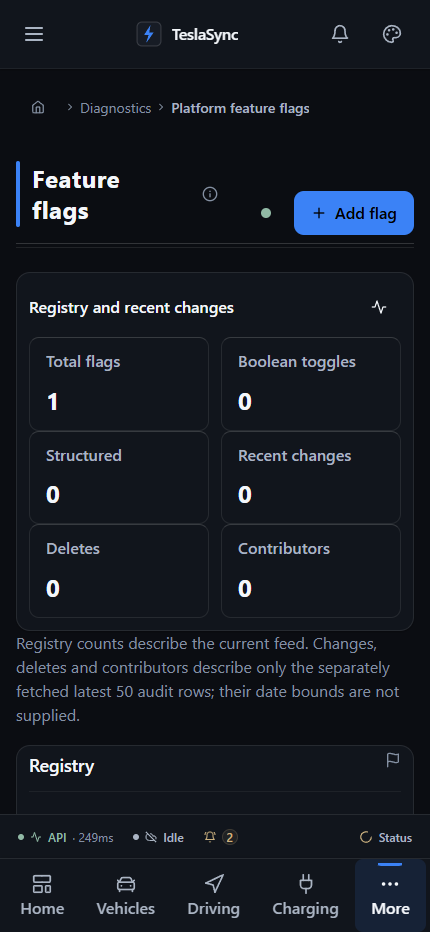 TeslaSync
Diagnostics
Platform feature flags
Feature
flags
Add flag
Registry and recent changes
Total flags
Boolean toggles
1
0
Structured
Recent changes
0
0
Deletes
Contributors
0
0
Registry counts describe the current feed. Changes,
deletes and contributors describe only the separately
fetched latest 50 audit rows; their date bounds are not
supplied.
Registry
API · 249ms
Idle
2
Status
Home
Vehicles
Driving
Charging
More